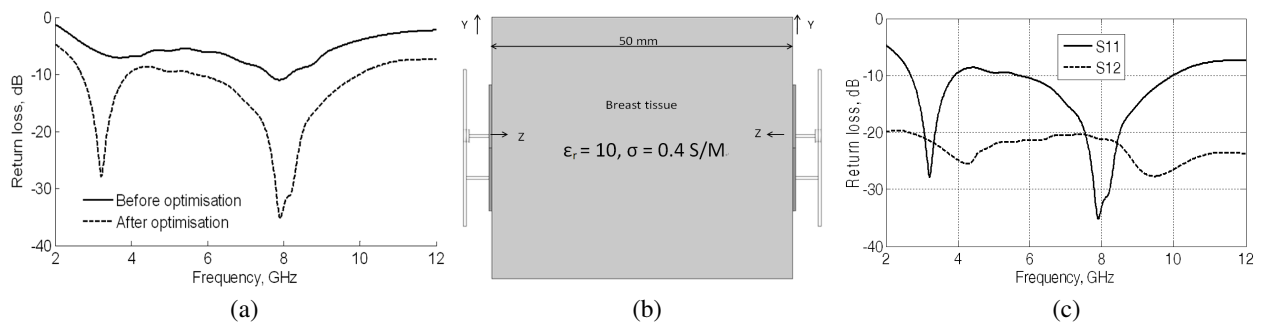 0
-10
-20
-30
-40
2
4
6
8
10
12
Return loss, dB
Frequency, GHz
Before optimisation
After optimisation
(a)
Y
Y
50 mm
Breast tissue
Z
Z
εr = 10, σ = 0.4 S/M
(b)
0
-10
-20
-30
-40
2
4
6
8
10
12
Return loss, dB
Frequency, GHz
S11
S12
(c)